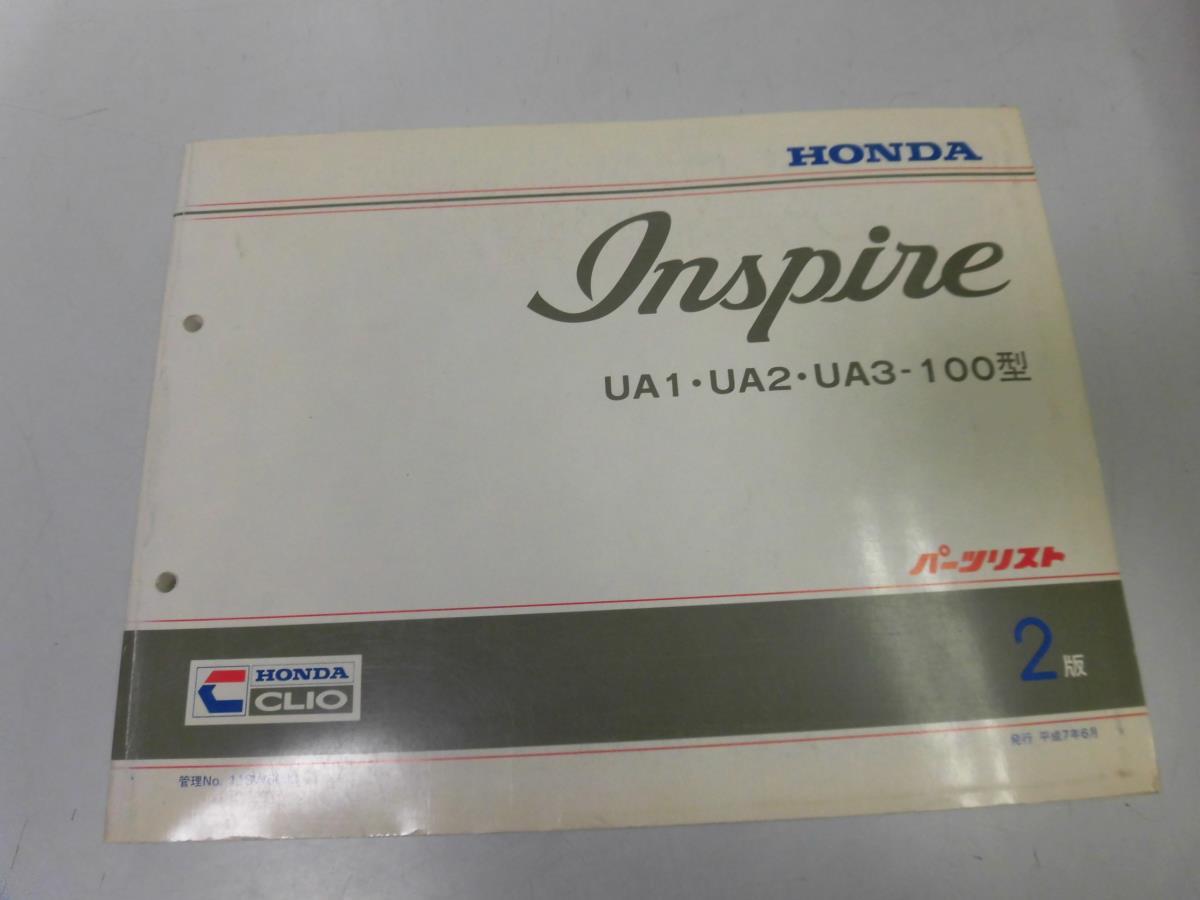 HONDA
Inspire
UA1・UA2・UA3-100型
パーツリスト
2版
HONDA
CLIO
発行 平成7年6月
管理No.